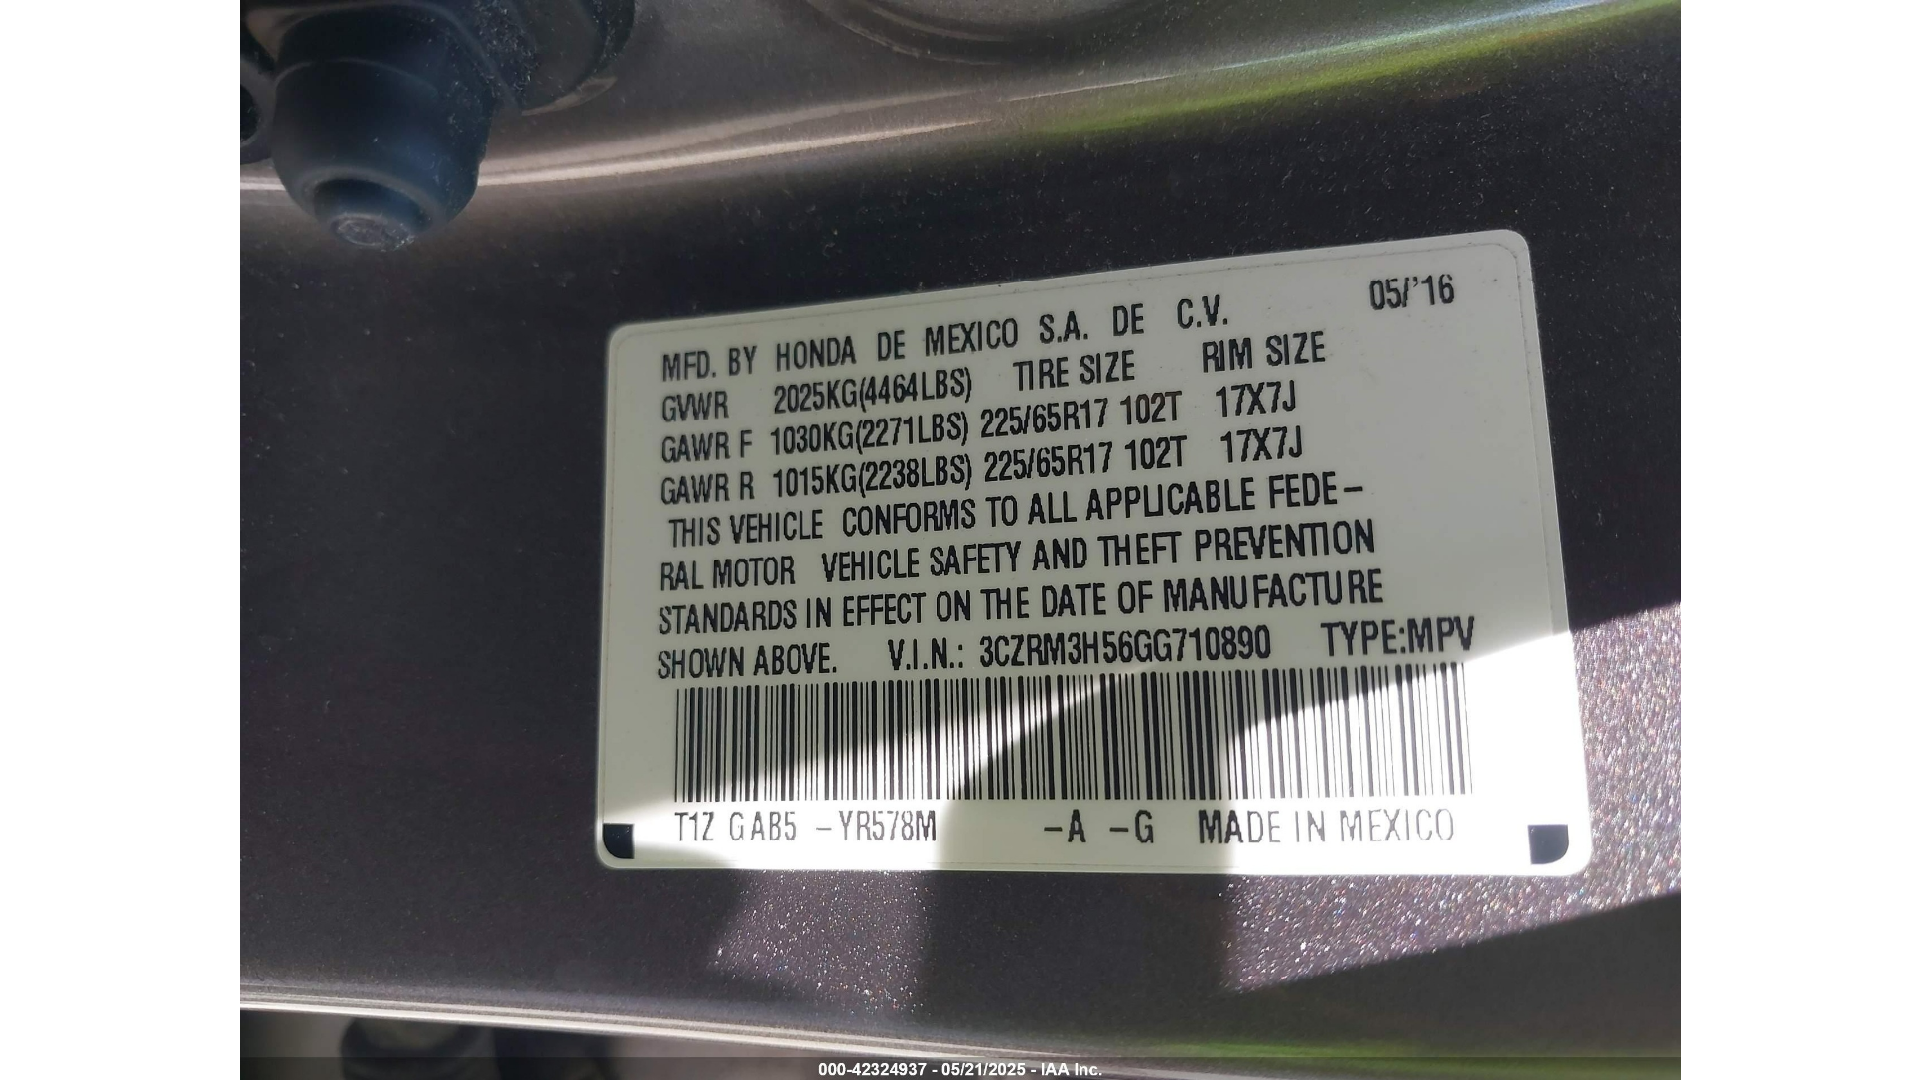 MFD. BY HONDA DE MEXICO S.A. DE C.V. 05/'16
GVWR 2025KG(4464LBS) TIRE SIZE RIM SIZE
GAWR F 1030KG(2271LBS) 225/65R17 102T 17X7J
GAWR R 1015KG(2238LBS) 225/65R17 102T 17X7J
THIS VEHICLE CONFORMS TO ALL APPLICABLE FEDE-
RAL MOTOR VEHICLE SAFETY AND THEFT PREVENTION
STANDARDS IN EFFECT ON THE DATE OF MANUFACTURE
SHOWN ABOVE. V.I.N.: 3CZRM3H56GG710890 TYPE:MPV
T1Z GAB5 -YR578M -A -G MADE IN MEXICO
000-42324937 - 05/21/2025 - IAA Inc.